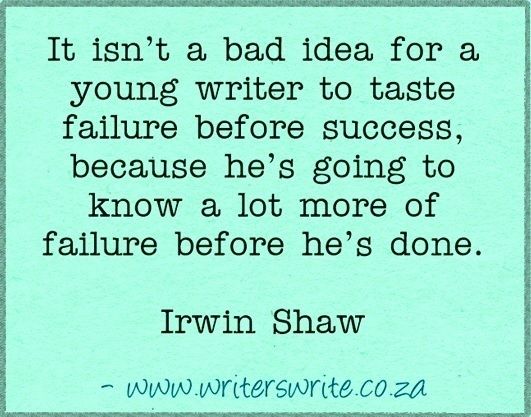 It isn't a bad idea for a
young writer to taste
failure before success,
because he's going to
know a lot more of
failure before he's done.
Irwin Shaw
- www.writerswrite.co.za